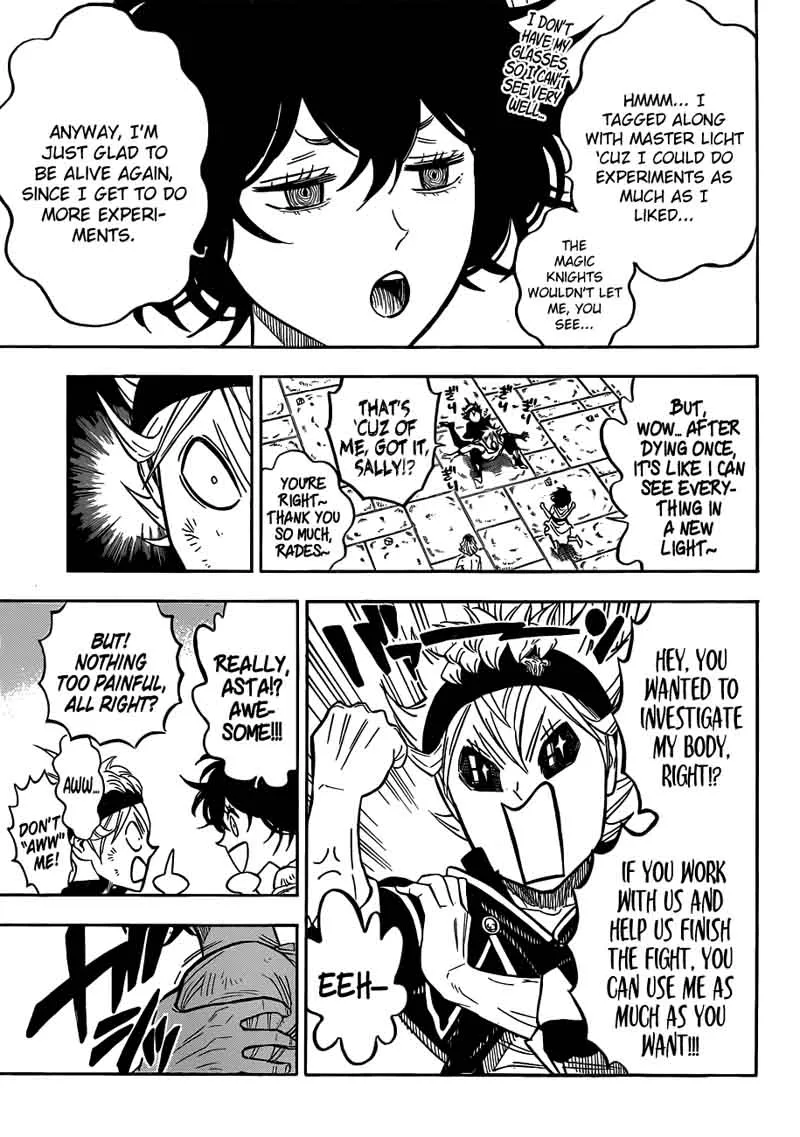 HMMM... I
TAGGED ALONG
WITH MASTER LICHT
'CUZ I COULD DO
EXPERIMENTS AS
MUCH AS I
LIKED...
I DON'T
HAVE MY
GLASSES,
SO I CAN'T
SEE VERY
WELL...
THE
MAGIC
KNIGHTS
WOULDN'T LET
ME, YOU
SEE...
ANYWAY, I'M
JUST GLAD TO
BE ALIVE AGAIN,
SINCE I GET TO DO
MORE EXPERI-
MENTS.
BUT,
WOW... AFTER
DYING ONCE,
IT'S LIKE I CAN
SEE EVERY-
THING IN
A NEW
LIGHT~
ギリ
ギリ
THAT'S
'CUZ OF
ME, GOT IT,
SALLY!?
YOU'RE
RIGHT~
THANK YOU
SO MUCH,
RADES~
HEY, YOU
WANTED TO
INVESTIGATE
MY BODY,
RIGHT!?
IF YOU WORK
WITH US AND
HELP US FINISH
THE FIGHT, YOU
CAN USE ME AS
MUCH AS YOU
WANT!!!
EEH-
REALLY,
ASTA!?
AWE-
SOME!!!
BUT!
NOTHING
TOO PAINFUL,
ALL RIGHT?
AWW...
DON'T
"AWW"
ME!